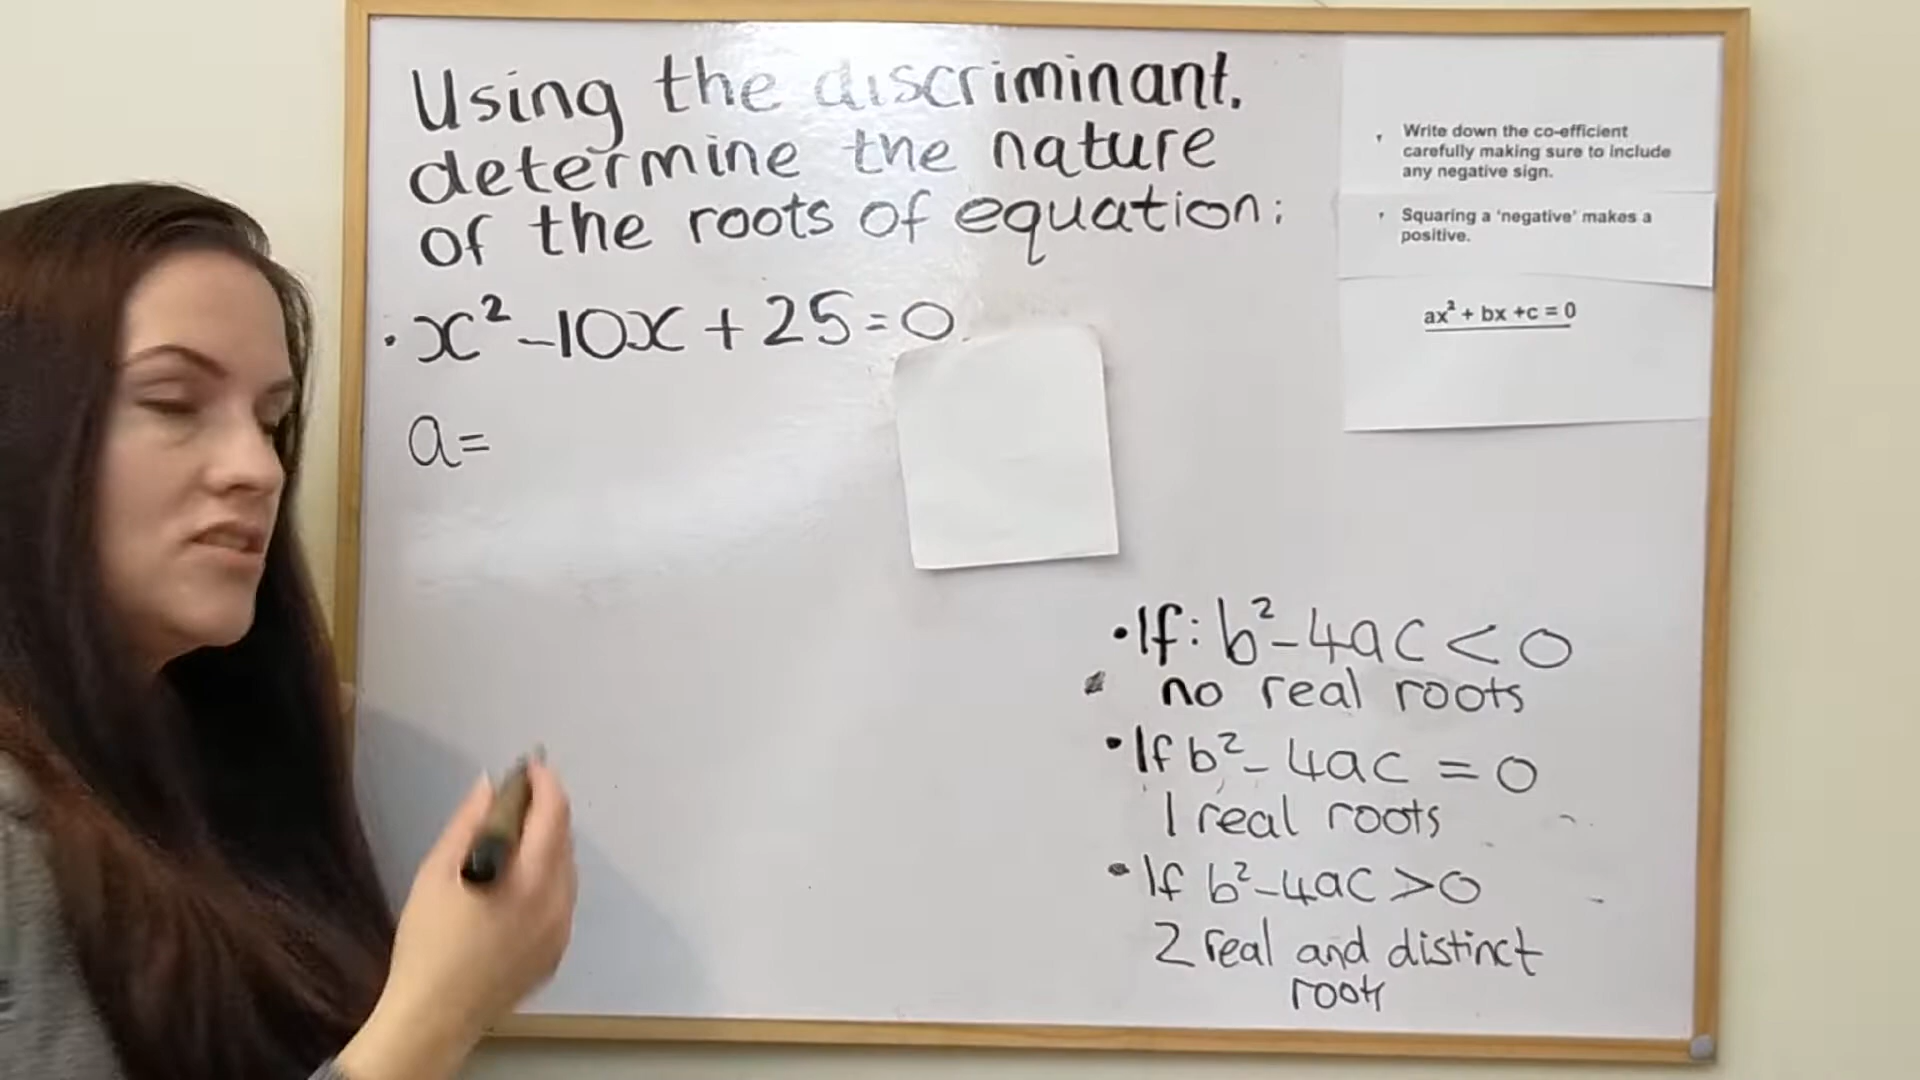 Using the discriminant.
determine the nature
of the roots of equation:
• x² -10x + 25 = 0
a=
Write down the co-efficient
carefully making sure to include
any negative sign.
Squaring a 'negative' makes a
positive.
ax² + bx +c = 0
• If: b² - 4ac < 0
no real roots
• If b² - 4ac = 0
1 real roots
• If b² - 4ac > 0
2 real and distinct
roots